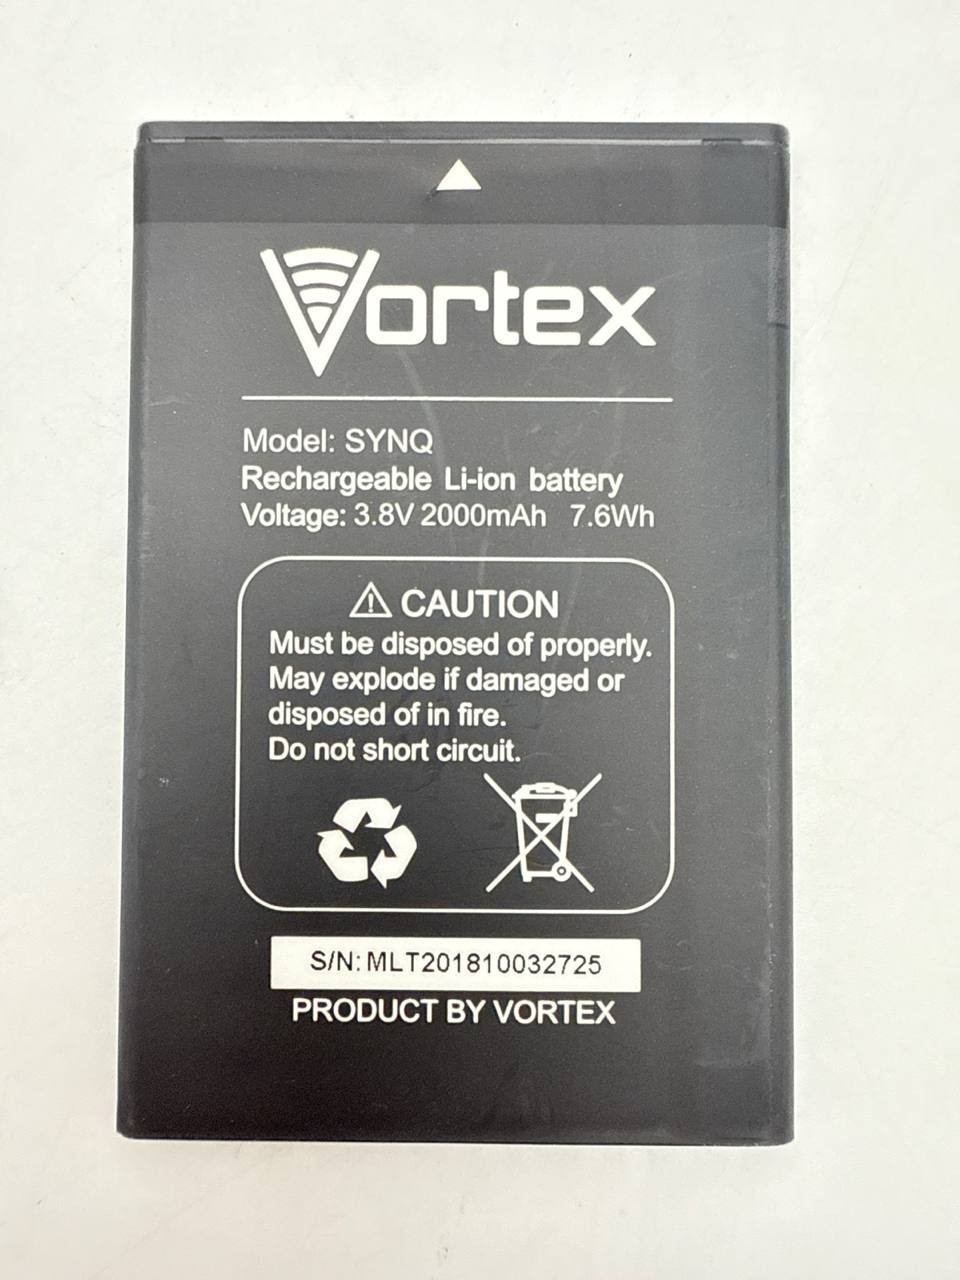 Vortex
Model: SYNQ
Rechargeable Li-ion battery
Voltage: 3.8V 2000mAh 7.6Wh
CAUTION
Must be disposed of properly.
May explode if damaged or
disposed of in fire.
Do not short circuit.
S/N: MLT201810032725
PRODUCT BY VORTEX